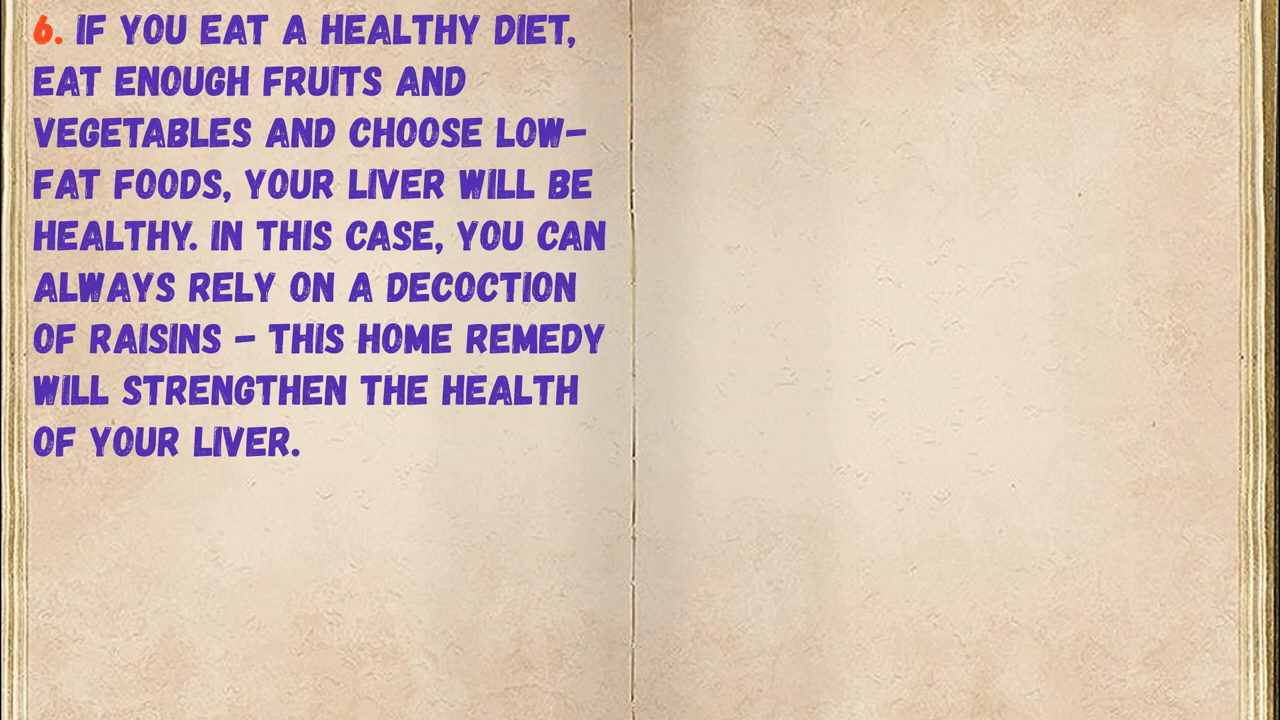 6. IF YOU EAT A HEALTHY DIET,
EAT ENOUGH FRUITS AND
VEGETABLES AND CHOOSE LOW-
FAT FOODS, YOUR LIVER WILL BE
HEALTHY. IN THIS CASE, YOU CAN
ALWAYS RELY ON A DECOCTION
OF RAISINS - THIS HOME REMEDY
WILL STRENGTHEN THE HEALTH
OF YOUR LIVER.